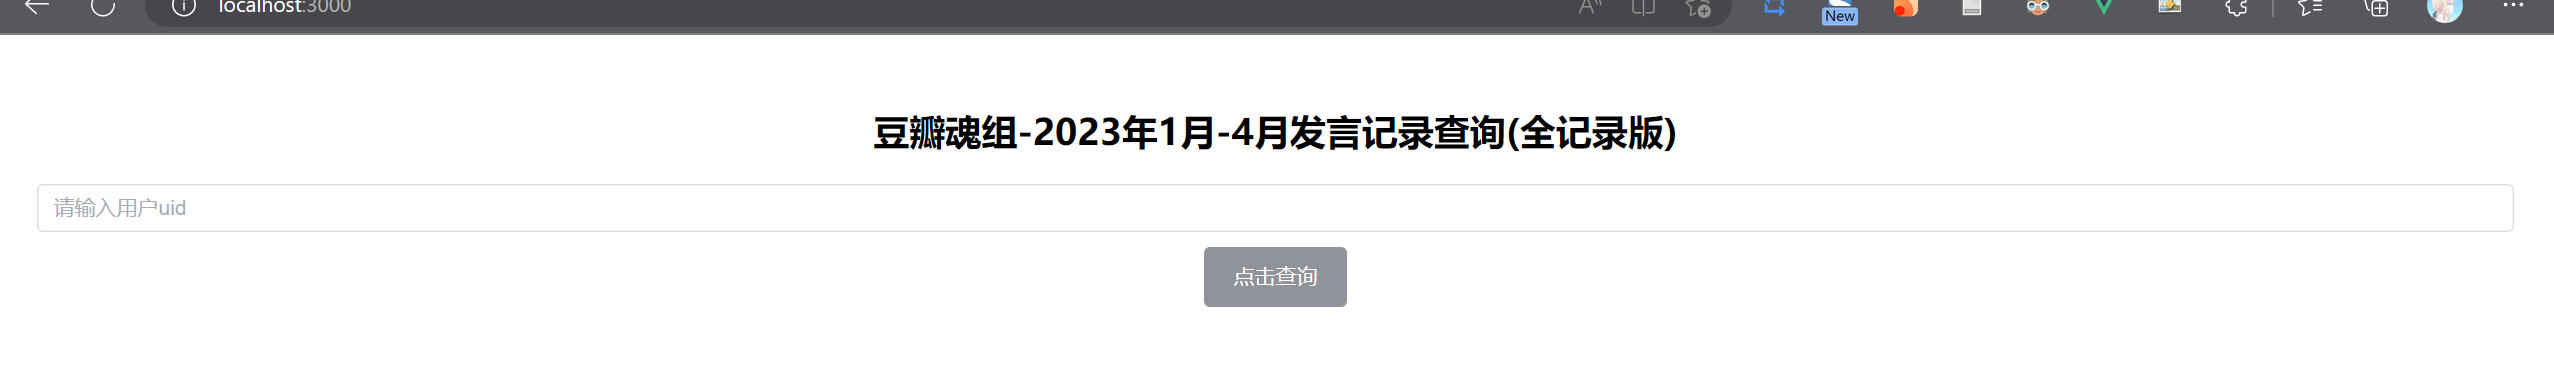 localhost:3000
New
豆瓣魂组-2023年1月-4月发言记录查询(全记录版)
请输入用户uid
点击查询